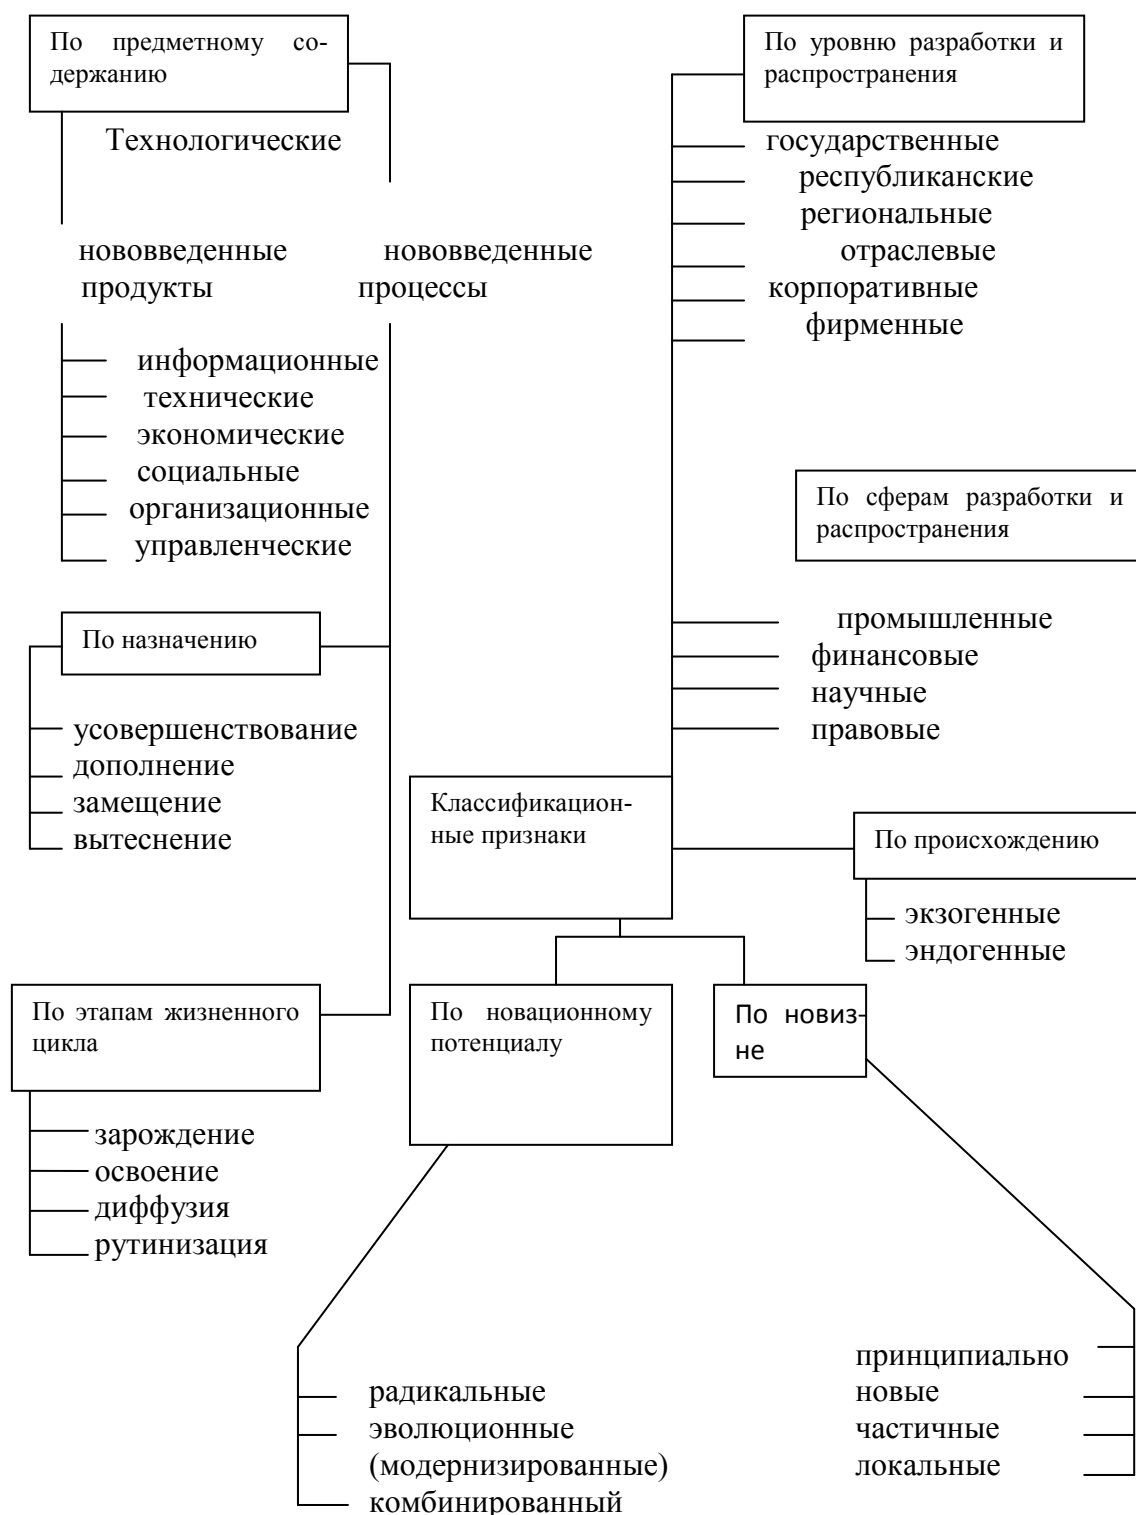 По предметному со-
держанию
Технологические
нововведенные нововведенные
продукты процессы
информационные
технические
экономические
социальные
организационные
управленческие
По назначению
усовершенствование
дополнение
замещение
вытеснение
По этапам жизненного
цикла
зарождение
освоение
диффузия
рутинизация
По уровню разработки и
распространения
государственные
республиканские
региональные
отраслевые
корпоративные
фирменные
По сферам разработки и
распространения
промышленные
финансовые
научные
правовые
Классификацион-
ные признаки
По происхождению
экзогенные
эндогенные
По новационному
потенциалу
радикальные
эволюционные
(модернизированные)
комбинированный
По новиз-
не
принципиально
новые
частичные
локальные